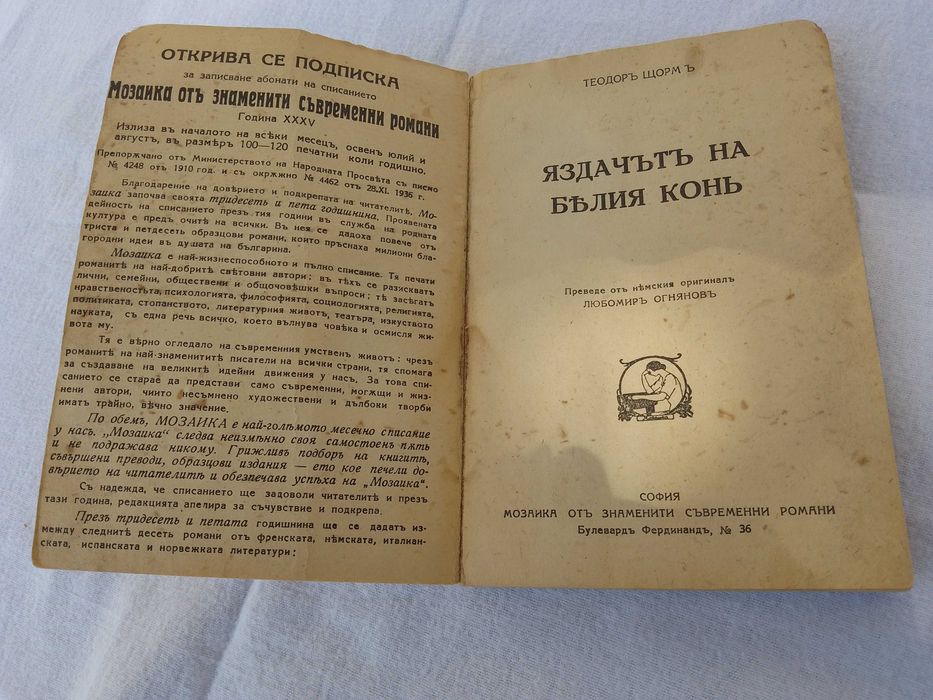 ОТКРИВА СЕ ПОДПИСКА
за записване абонати на списанието
Мозаика отъ знаменити съвременни романи
Година XXXV
Излиза въ началото на всѣки месецъ, освенъ юлий и
августъ, въ размѣръ 100—120 печатни коли годишно.
Препорѫчано отъ Министерството на Народната Просвѣта съ писмо
№ 4248 отъ 1910 год. и съ окрѫжно № 4462 отъ 28.XI. 1936 г.
Благодарение на довѣрието и подкрепата на читателитѣ, Мо-
заика започва своята тридесеть и пета годишнина. Проявената
дейность на списанието презъ тия години въ служба на родната
култура е предъ очитѣ на всички. Въ нея се дадоха повече отъ
триста и петдесеть образцови романи, които пръснаха милиони бла-
городни идеи въ душата на българина.
Мозаика е най-жизнеспособното и пълно списание. Тя печати
романитѣ на най-добритѣ световни автори; въ тѣхъ се разискватъ
лични, семейни, обществени и общочовѣшки въпроси; тѣ засѣгатъ
нравственостьта, психологията, философията, социологията, религията,
политиката, стопанството, литературния животъ, театъра, изкуството
науката, съ една речь всичко, което вълнува човѣка и осмисля жи-
вота му.
Тя е вѣрно огледало на съвременния умственъ животъ: чрезъ
романитѣ на най-знаменититѣ писатели на всички страни, тя спомага
за създаване на великитѣ идейни движения у насъ. За това спи-
санието се старае да представи само съвременни, могѫщи и жиз-
нени автори, чиито несъмнено художествени и дълбоки творби
иматъ трайно, вѣчно значение.
По обемъ, МОЗАИКА е най-голѣмото месечно списание
у насъ. „Мозаика“ следва неизмѣнно своя самостоенъ пѫть
и не подражава никому. Грижливъ подборъ на книгитѣ,
съвършени преводи, образцови издания — ето кое печели до-
вѣрието на читателитѣ и обезпечава успѣха на „Мозаика“.
Съ надежда, че списанието ще задоволи читателитѣ и презъ
тази година, редакцията апелира за съчувствие и подкрепа.
Презъ тридесеть и петата годишнина ще се дадатъ из-
между следнитѣ десеть романи от френската, нѣмската, италиан-
ската, испанската и норвежката литератури:
ТЕОДОРЪ ЩОРМЪ
ЯЗДАЧЪТЪ НА
БѢЛИЯ КОНЬ
Преведе отъ нѣмския оригиналъ
ЛЮБОМИРЪ ОГНЯНОВЪ
СОФИЯ
МОЗАИКА ОТЪ ЗНАМЕНИТИ СЪВРЕМЕННИ РОМАНИ
Булевардъ Фердинандъ, № 36